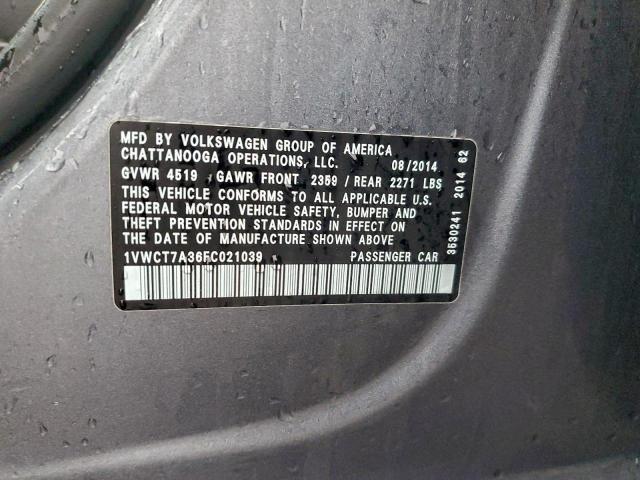 MFD BY VOLKSWAGEN GROUP OF AMERICA
CHATTANOOGA OPERATIONS, LLC. 08/2014
GVWR 4519 GAWR FRONT 2359 / REAR 2271 LBS
THIS VEHICLE CONFORMS TO ALL APPLICABLE U.S.
FEDERAL MOTOR VEHICLE SAFETY, BUMPER AND
THEFT PREVENTION STANDARDS IN EFFECT ON
THE DATE OF MANUFACTURE SHOWN ABOVE
1VWCT7A36FC021039 PASSENGER CAR
3530241 2014 62